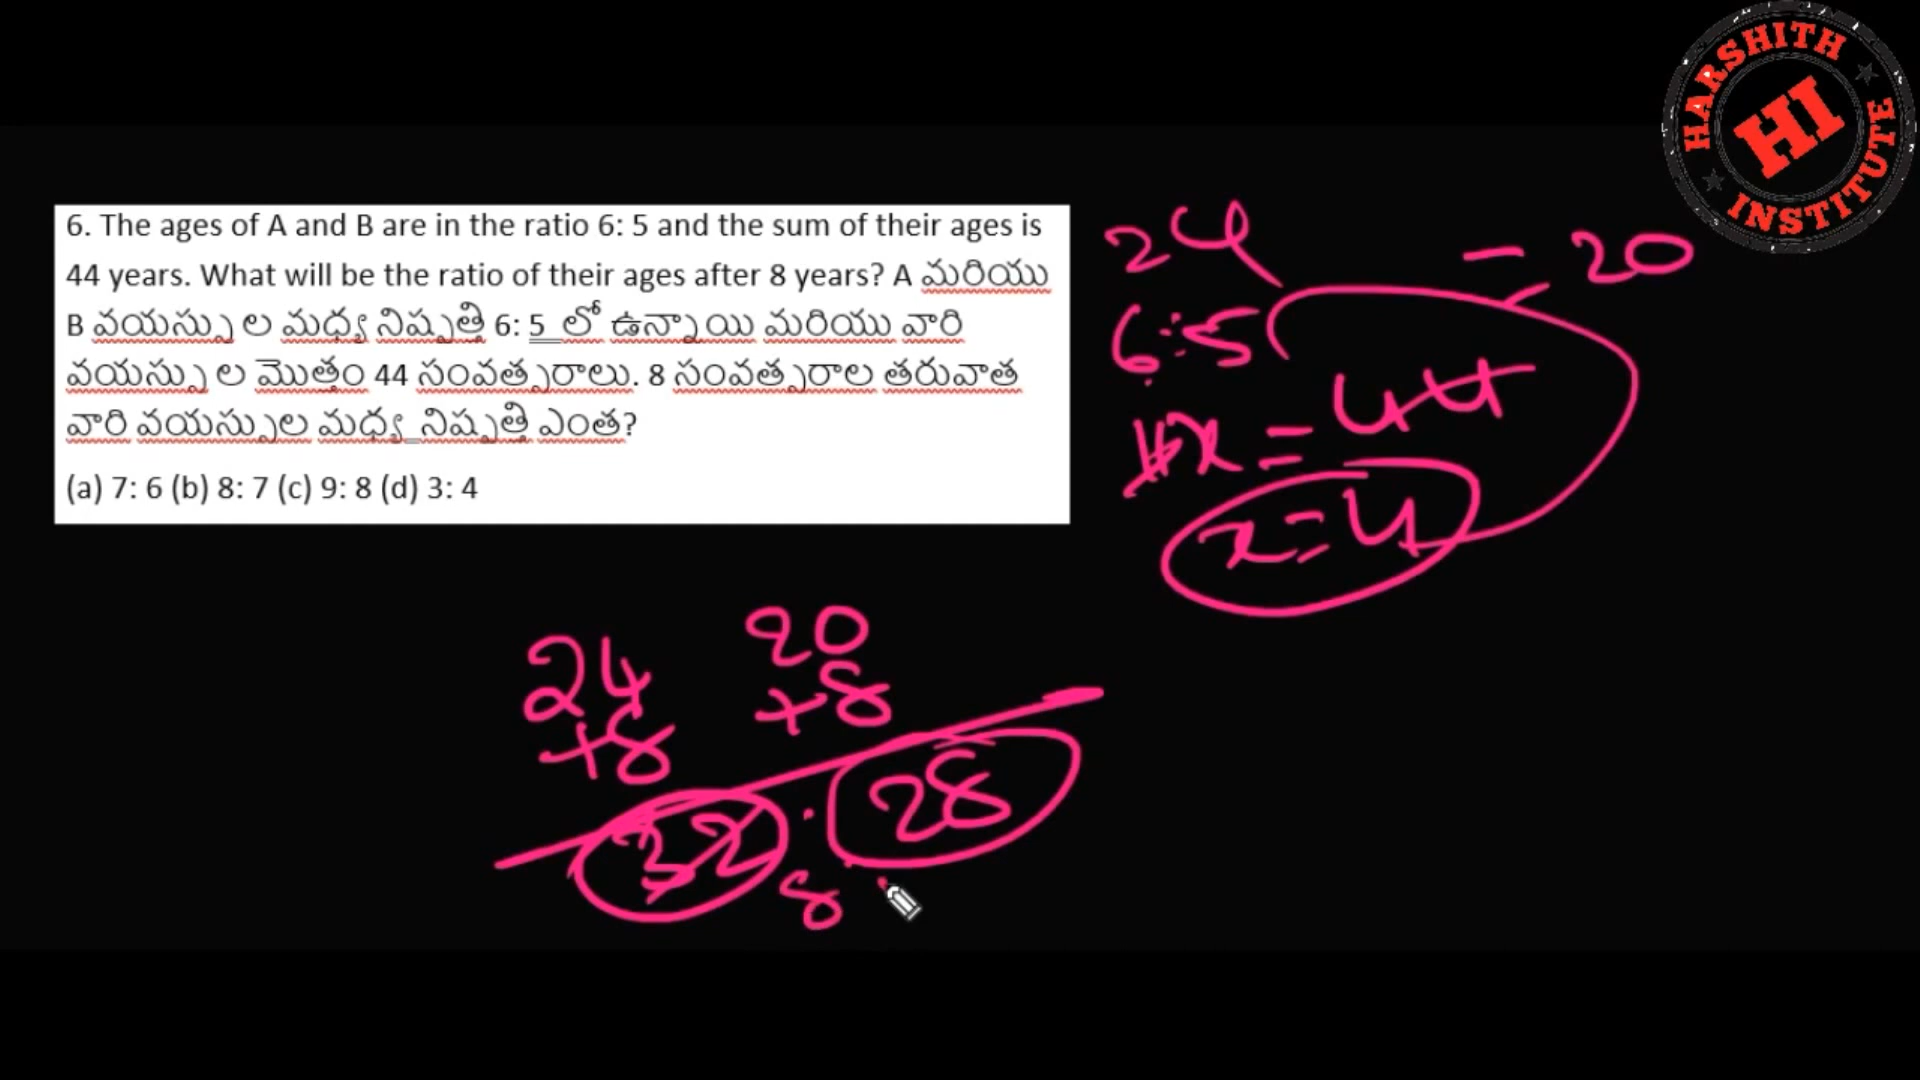 HARSHITH
HI
INSTITUTE
6. The ages of A and B are in the ratio 6: 5 and the sum of their ages is
44 years. What will be the ratio of their ages after 8 years? A మరియు
B వయస్సు ల మధ్య నిష్పత్తి 6: 5 లో ఉన్నాయి మరియు వారి
వయస్సు ల మొత్తం 44 సంవత్సరాలు. 8 సంవత్సరాల తరువాత
వారి వయస్సుల మధ్య నిష్పత్తి ఎంత?
(a) 7: 6 (b) 8: 7 (c) 9: 8 (d) 3: 4
24 - 20
6:5
11x = 44
x = 4
24 20
+8 +8
32 : 28
8 :